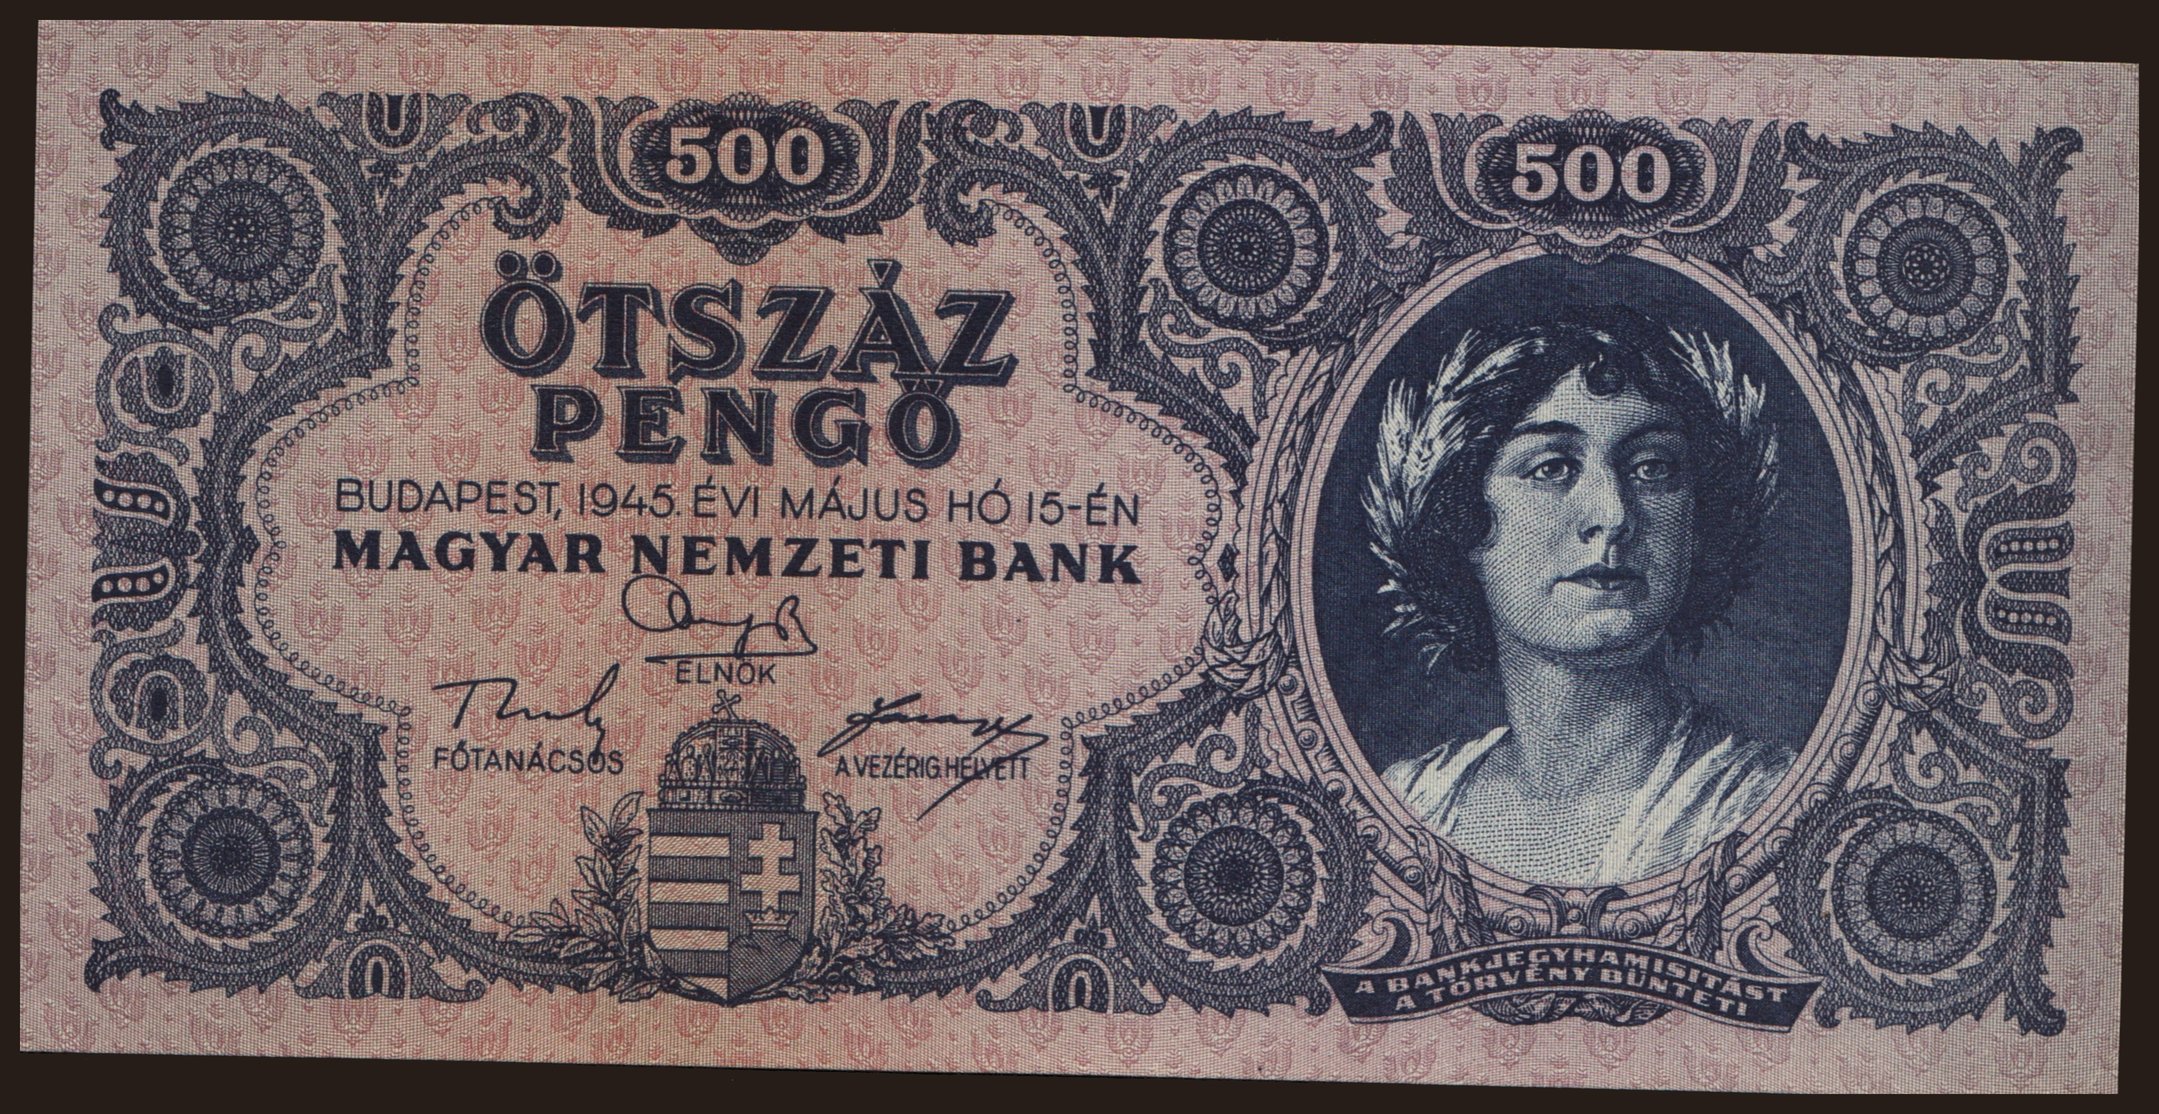 500
500
ÖTSZÁZ
PENGŐ
BUDAPEST, 1945. ÉVI MÁJUS HÓ 15-ÉN
MAGYAR NEMZETI BANK
ELNÖK
FŐTANÁCSOS
A VEZÉRIG. HELYETT
A BANKJEGYHAMISITÁST
A TÖRVÉNY BÜNTETI